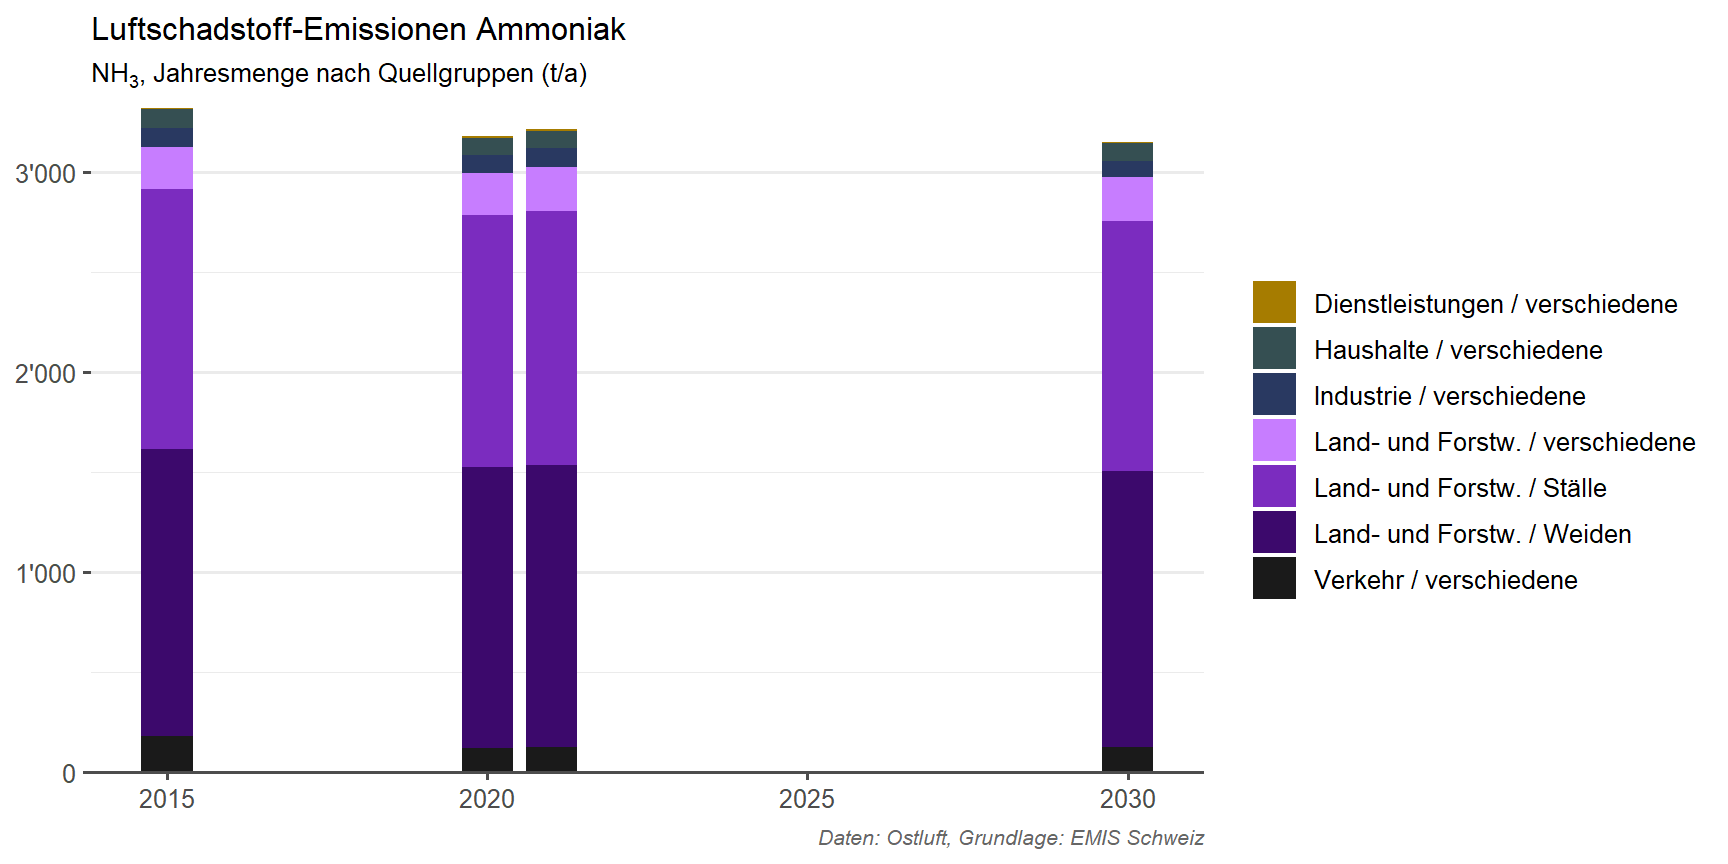 Luftschadstoff-Emissionen Ammoniak
NH₃, Jahresmenge nach Quellgruppen (t/a)
3'000
2'000
1'000
0
2015
2020
2025
2030
Dienstleistungen / verschiedene
Haushalte / verschiedene
Industrie / verschiedene
Land- und Forstw. / verschiedene
Land- und Forstw. / Ställe
Land- und Forstw. / Weiden
Verkehr / verschiedene
Daten: Ostluft, Grundlage: EMIS Schweiz